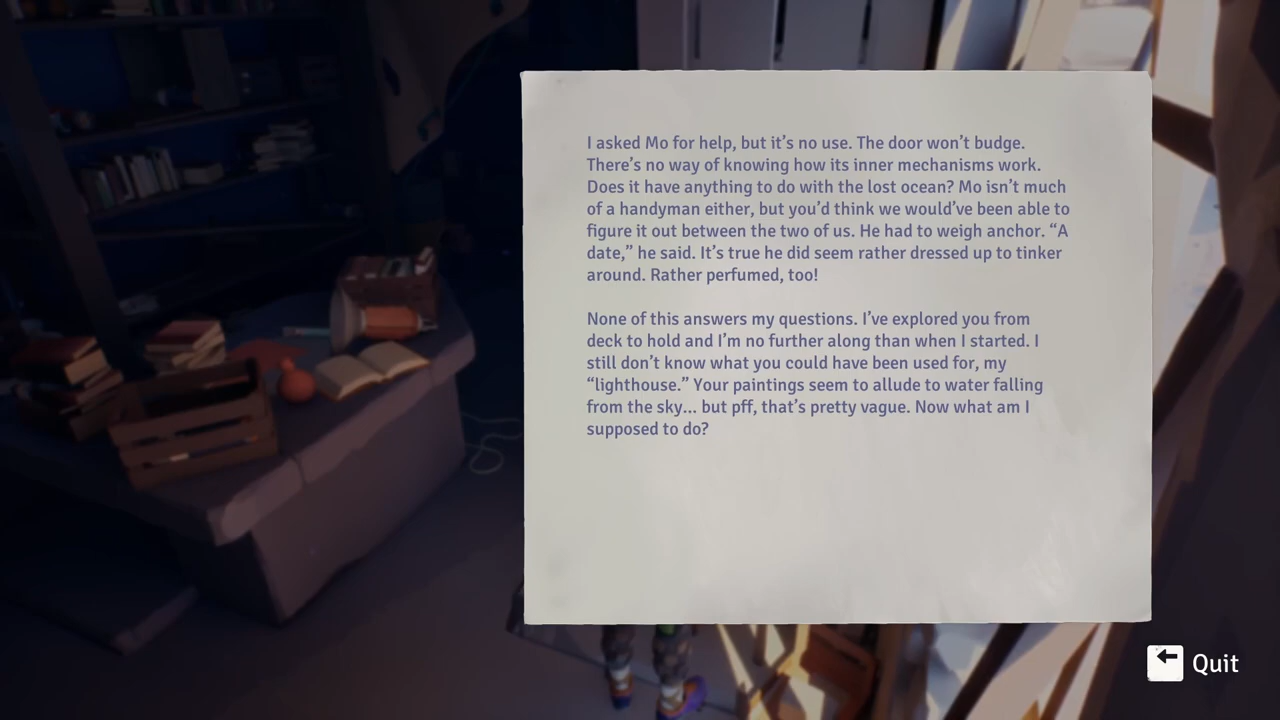 I asked Mo for help, but it's no use. The door won't budge.
There's no way of knowing how its inner mechanisms work.
Does it have anything to do with the lost ocean? Mo isn't much
of a handyman either, but you'd think we would've been able to
figure it out between the two of us. He had to weigh anchor. “A
date,” he said. It's true he did seem rather dressed up to tinker
around. Rather perfumed, too!
None of this answers my questions. I've explored you from
deck to hold and I'm no further along than when I started. I
still don't know what you could have been used for, my
“lighthouse.” Your paintings seem to allude to water falling
from the sky... but pff, that's pretty vague. Now what am I
supposed to do?
Quit